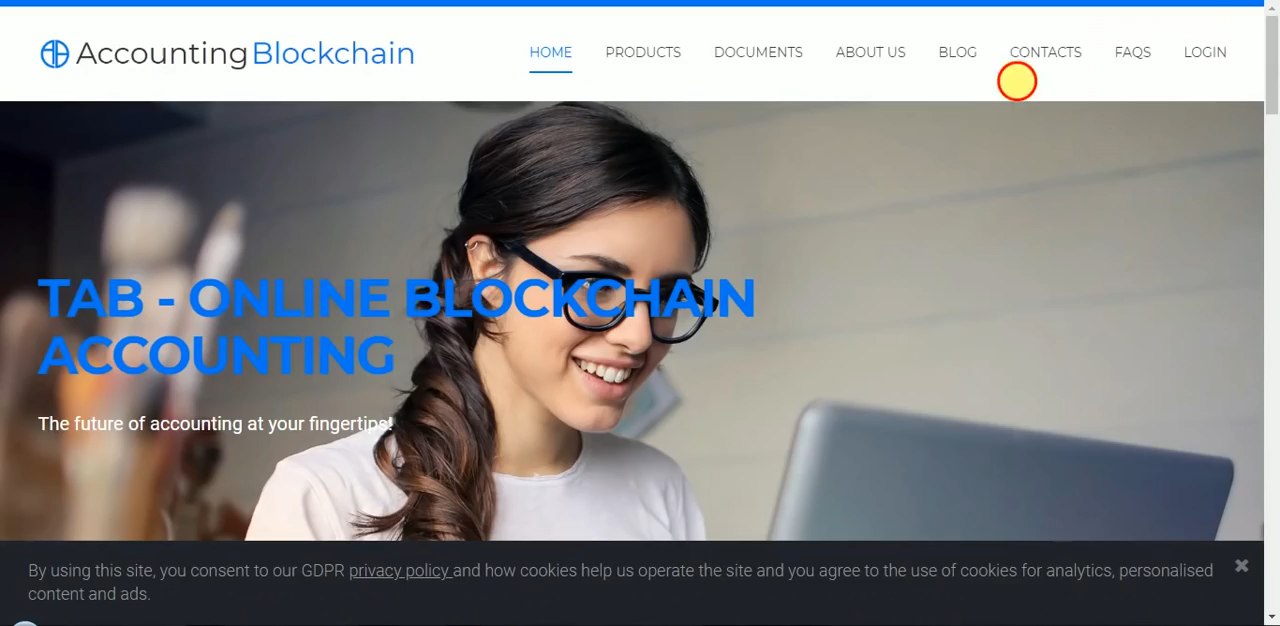 Accounting Blockchain
HOME PRODUCTS DOCUMENTS ABOUT US BLOG CONTACTS FAQS LOGIN
TAB - ONLINE BLOCKCHAIN
ACCOUNTING
The future of accounting at your fingertips!
By using this site, you consent to our GDPR privacy policy and how cookies help us operate the site and you agree to the use of cookies for analytics, personalised
content and ads.